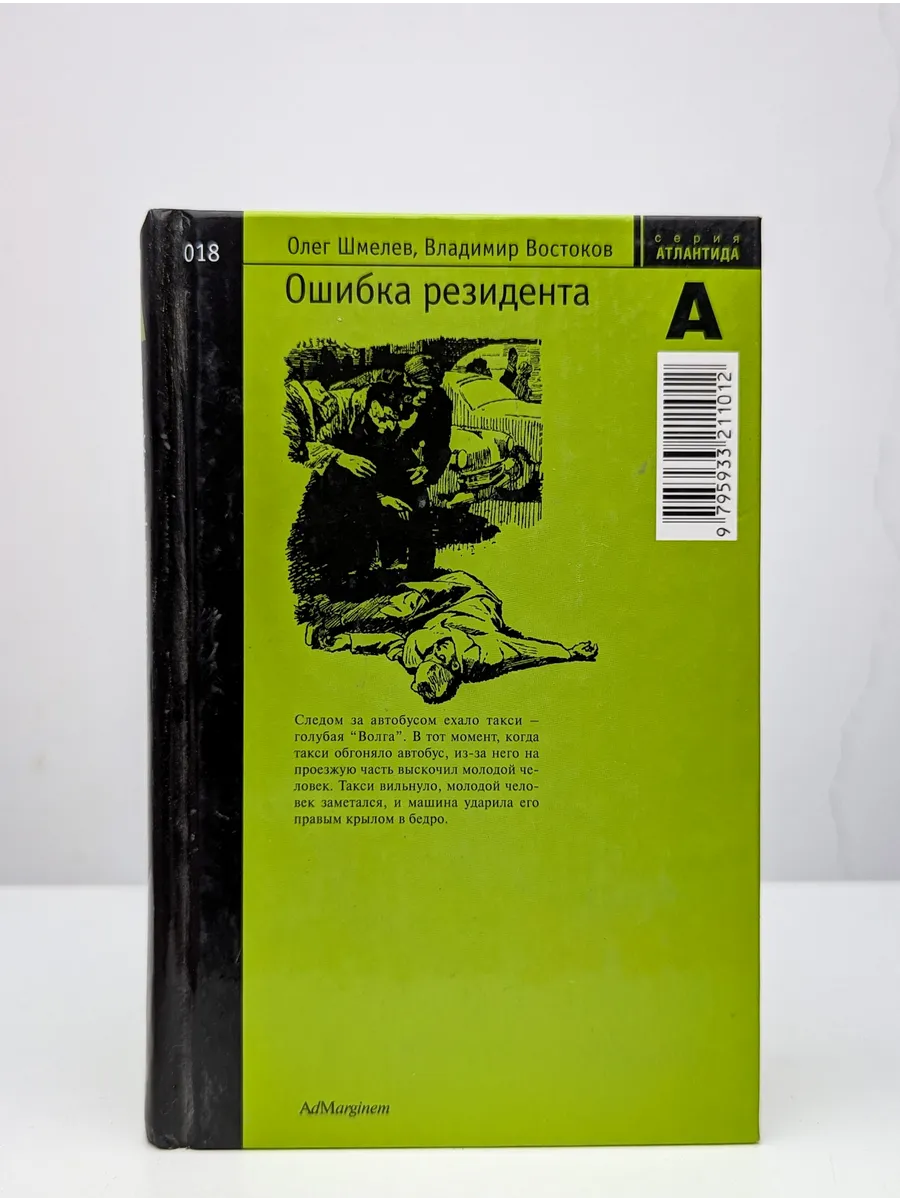 018
Олег Шмелев, Владимир Востоков
серия
АТЛАНТИДА
Ошибка резидента
А
9 795933 211012
Следом за автобусом ехало такси –
голубая “Волга”. В тот момент, когда
такси обгоняло автобус, из-за него на
проезжую часть выскочил молодой че-
ловек. Такси вильнуло, молодой чело-
век заметался, и машина ударила его
правым крылом в бедро.
AdMarginem